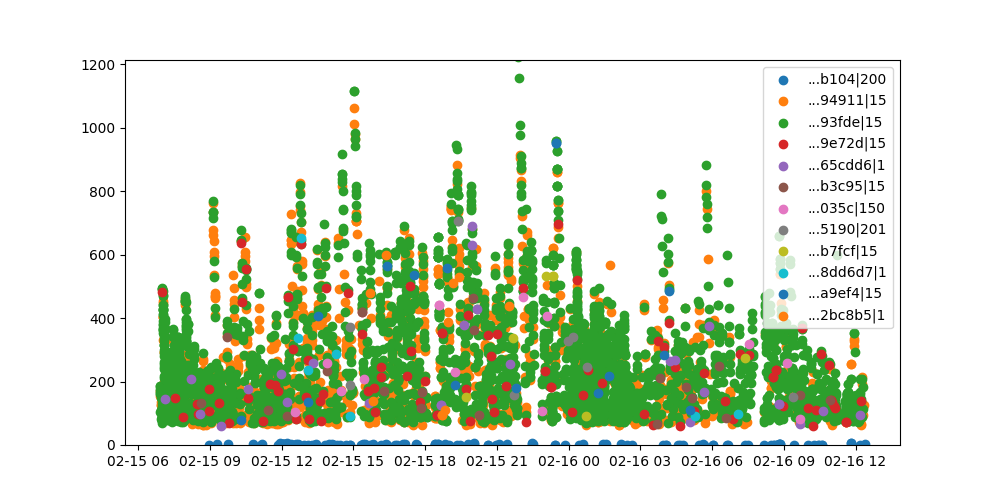 1200
1000
800
600
400
200
0
02-15 06 02-15 09 02-15 12 02-15 15 02-15 18 02-15 21 02-16 00 02-16 03 02-16 06 02-16 09 02-16 12
...b104|200
...94911|15
...93fde|15
...9e72d|15
...65cdd6|1
...b3c95|15
...035c|150
...5190|201
...b7fcf|15
...8dd6d7|1
...a9ef4|15
...2bc8b5|1